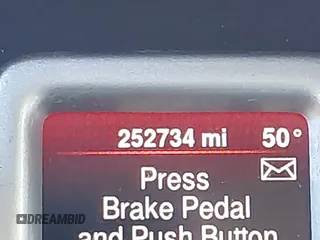 252734 mi 50°
Press
Brake Pedal
and Push Button
DREAMBID